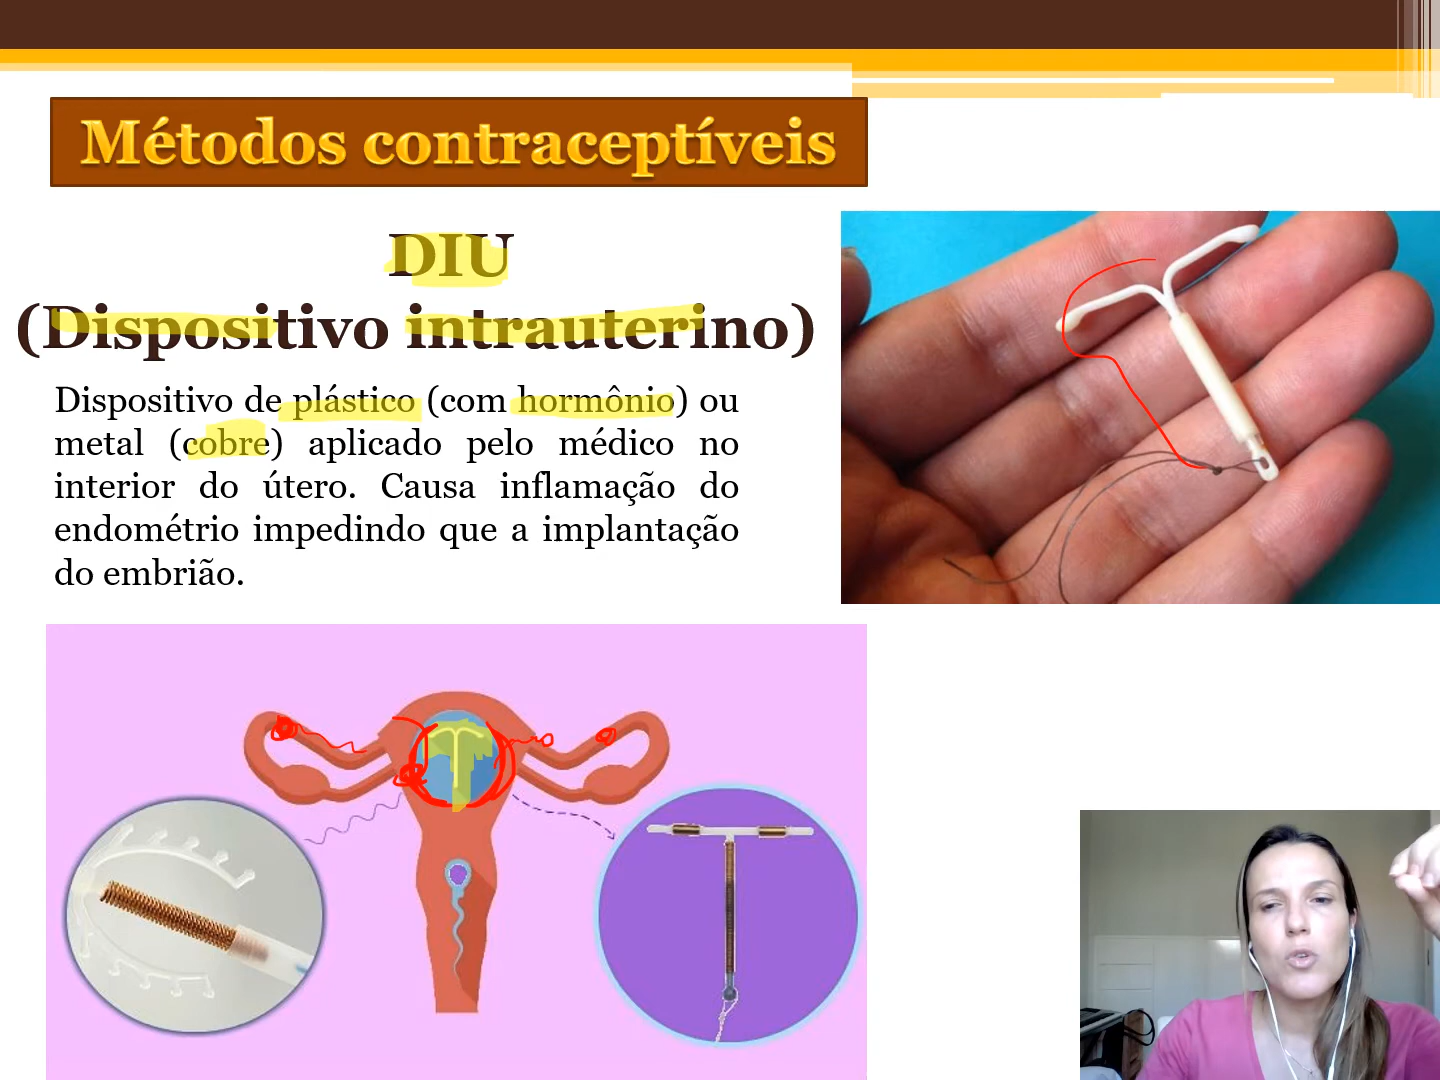 Métodos contraceptíveis
DIU
(Dispositivo intrauterino)
Dispositivo de plástico (com hormônio) ou
metal (cobre) aplicado pelo médico no
interior do útero. Causa inflamação do
endométrio impedindo que a implantação
do embrião.